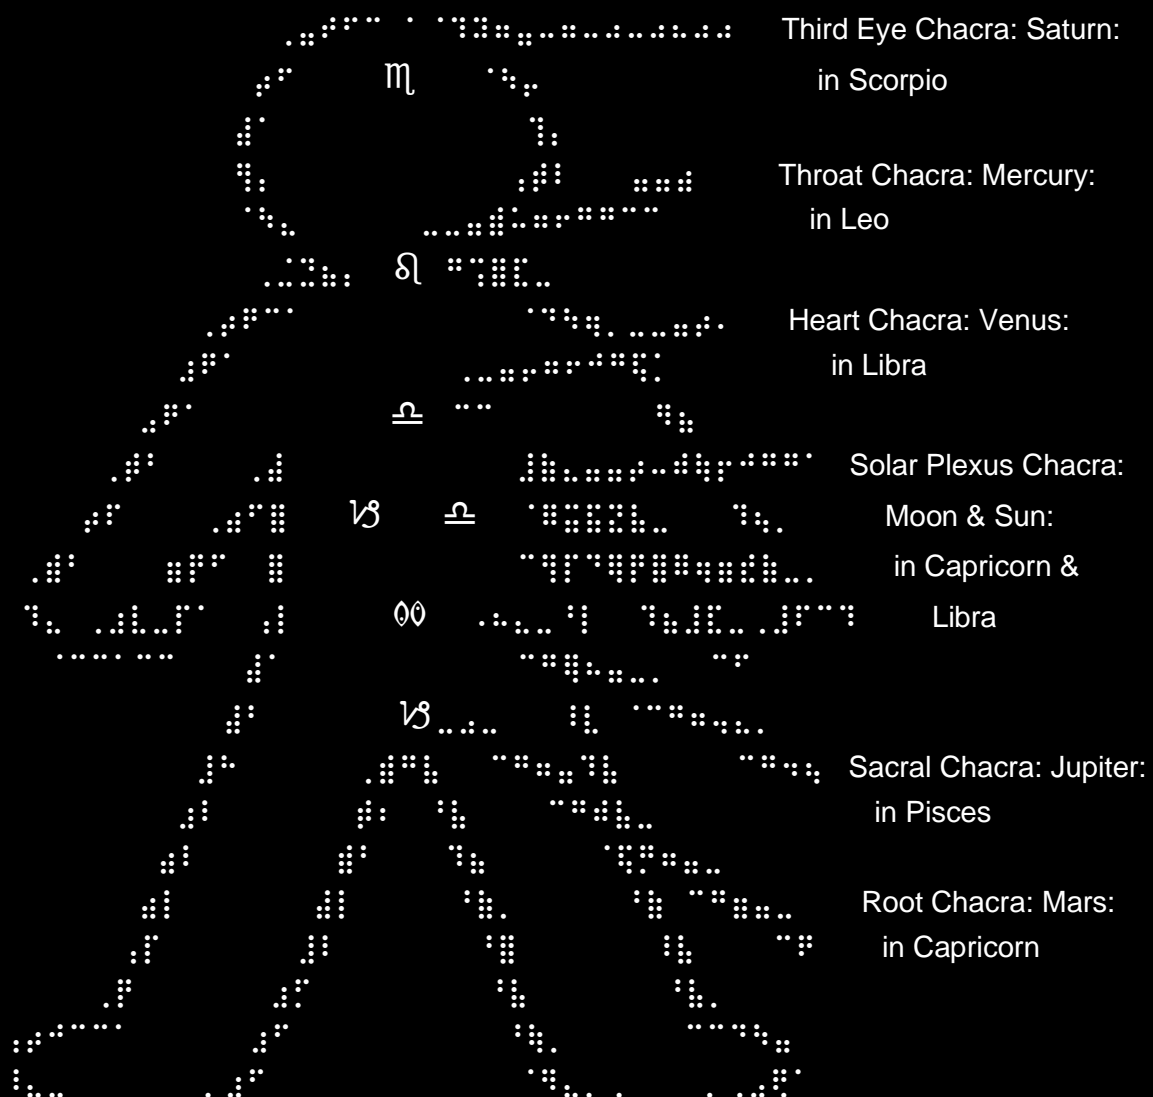 Third Eye Chacra: Saturn:
♏
in Scorpio
Throat Chacra: Mercury:
in Leo
♌
Heart Chacra: Venus:
in Libra
♎
Solar Plexus Chacra:
♑ ♎
Moon & Sun:
in Capricorn &
♓
Libra
♑
Sacral Chacra: Jupiter:
in Pisces
Root Chacra: Mars:
in Capricorn